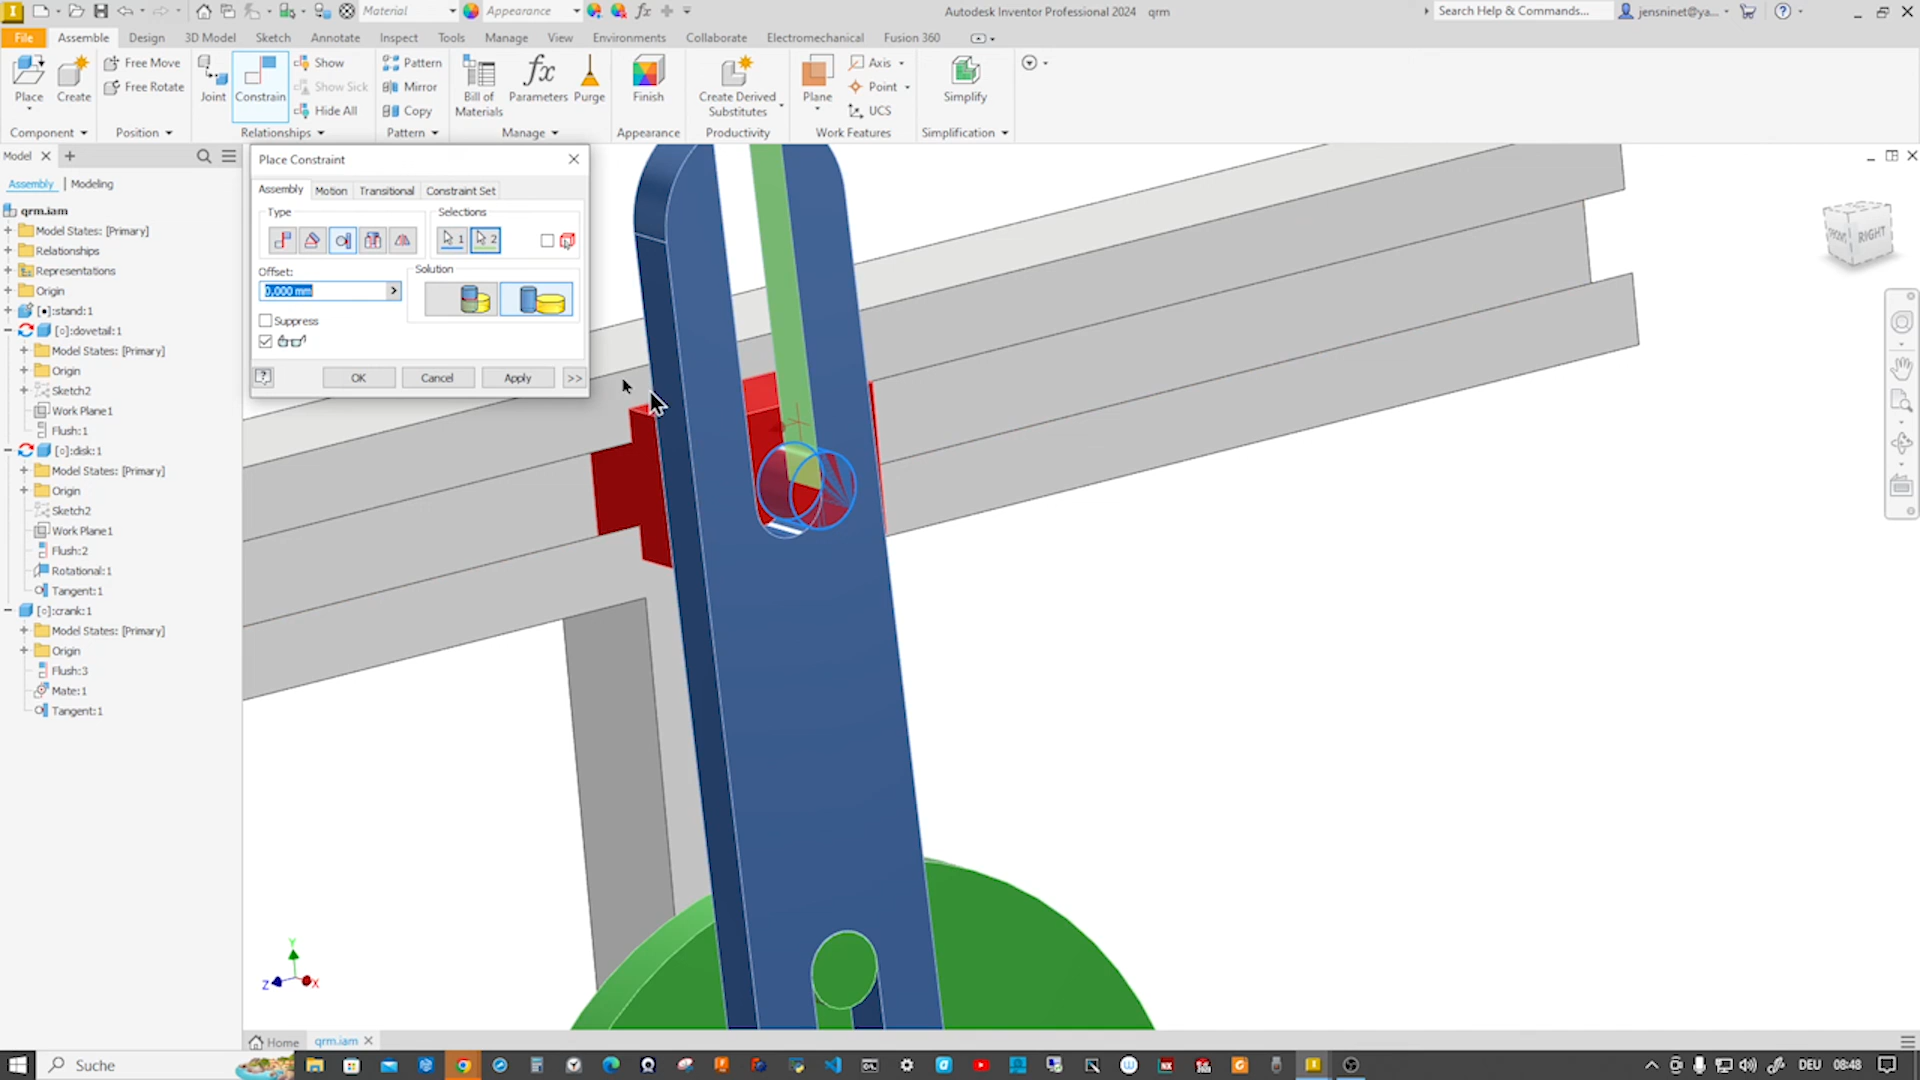 Material
Appearance
Autodesk Inventor Professional 2024 qrm
Search Help & Commands...
jensninet@ya...
File Assemble Design 3D Model Sketch Annotate Inspect Tools Manage View Environments Collaborate Electromechanical Fusion 360
Place
Create
Free Move
Free Rotate
Component
Position
Joint
Constrain
Show
Show Sick
Hide All
Relationships
Pattern
Mirror
Copy
Pattern
Bill of Materials
Parameters
Purge
Manage
Finish
Appearance
Create Derived Substitutes
Productivity
Plane
Axis
Point
UCS
Work Features
Simplify
Simplification
Model
Assembly Modeling
qrm.iam
Model States: [Primary]
Relationships
Representations
Origin
[•]:stand:1
[○]:dovetail:1
Model States: [Primary]
Origin
Sketch2
Work Plane1
Flush:1
[○]:disk:1
Model States: [Primary]
Origin
Sketch2
Work Plane1
Flush:2
Rotational:1
Tangent:1
[○]:crank:1
Model States: [Primary]
Origin
Flush:3
Mate:1
Tangent:1
Place Constraint
Assembly Motion Transitional Constraint Set
Type
Selections
1 2
Offset:
0.000 mm
Solution
Suppress
OK Cancel Apply >>
RIGHT
Y
Z X
Home qrm.iam
Suche
DEU 08:48